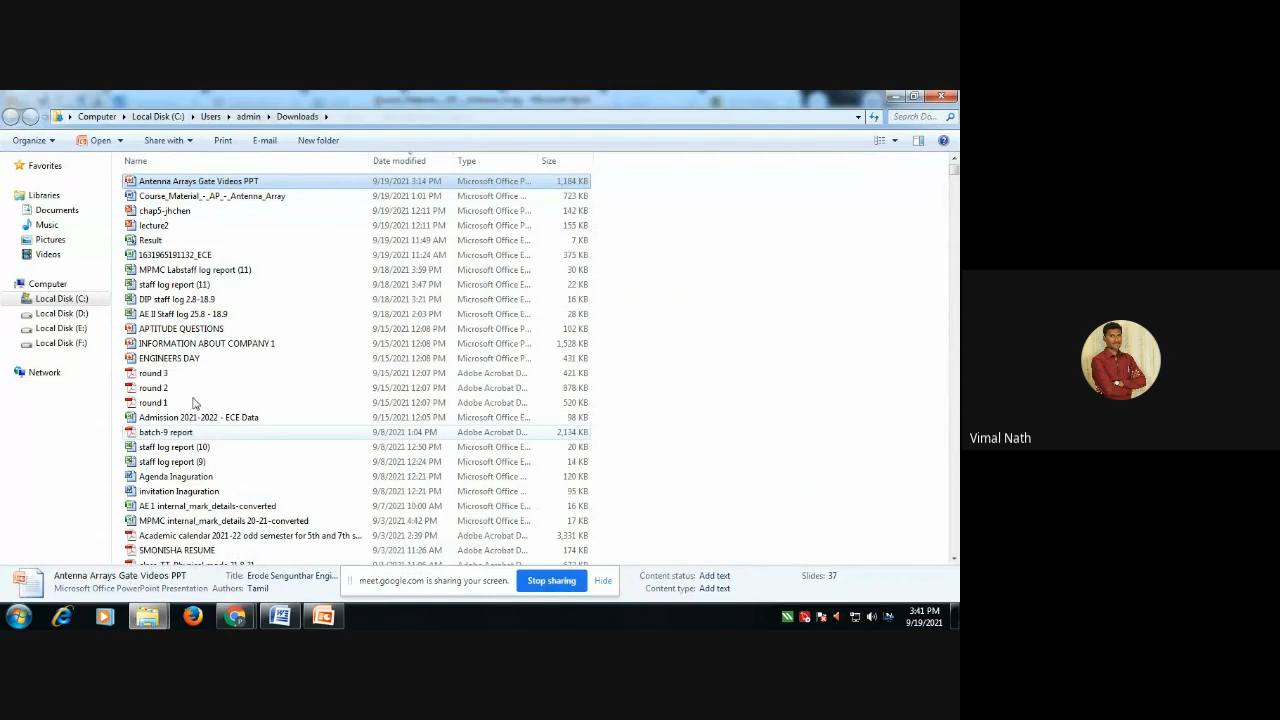 Computer Local Disk (C:) Users admin Downloads
Search Do...
Organize Open Share with Print E-mail New folder
Name Date modified Type Size
Favorites
Libraries
Documents
Music
Pictures
Videos
Computer
Local Disk (C:)
Local Disk (D:)
Local Disk (E:)
Local Disk (F:)
Network
Antenna Arrays Gate Videos PPT 9/19/2021 3:14 PM Microsoft Office P... 1,184 KB
Course_Material_-_AP_-_Antenna_Array 9/19/2021 1:01 PM Microsoft Office ... 723 KB
chap5-jhchen 9/19/2021 12:11 PM Microsoft Office P... 142 KB
lecture2 9/19/2021 12:11 PM Microsoft Office P... 155 KB
Result 9/19/2021 11:49 AM Microsoft Office E... 7 KB
1631965191132_ECE 9/19/2021 11:24 AM Microsoft Office E... 375 KB
MPMC Labstaff log report (11) 9/18/2021 3:59 PM Microsoft Office E... 30 KB
staff log report (11) 9/18/2021 3:47 PM Microsoft Office E... 22 KB
DIP staff log 2.8-18.9 9/18/2021 3:21 PM Microsoft Office E... 16 KB
AE II Staff log 25.8 - 18.9 9/18/2021 2:03 PM Microsoft Office E... 28 KB
APTITUDE QUESTIONS 9/15/2021 12:08 PM Microsoft Office P... 102 KB
INFORMATION ABOUT COMPANY 1 9/15/2021 12:08 PM Microsoft Office P... 1,528 KB
ENGINEERS DAY 9/15/2021 12:08 PM Microsoft Office P... 431 KB
round 3 9/15/2021 12:07 PM Adobe Acrobat D... 421 KB
round 2 9/15/2021 12:07 PM Adobe Acrobat D... 878 KB
round 1 9/15/2021 12:07 PM Adobe Acrobat D... 520 KB
Admission 2021-2022 - ECE Data 9/15/2021 12:05 PM Microsoft Office E... 98 KB
batch-9 report 9/8/2021 1:04 PM Adobe Acrobat D... 2,134 KB
staff log report (10) 9/8/2021 12:50 PM Microsoft Office E... 20 KB
staff log report (9) 9/8/2021 12:24 PM Microsoft Office E... 14 KB
Agenda Inaguration 9/8/2021 12:21 PM Microsoft Office ... 120 KB
invitation Inaguration 9/8/2021 12:21 PM Microsoft Office ... 95 KB
AE 1 internal_mark_details-converted 9/7/2021 10:00 AM Microsoft Office E... 16 KB
MPMC internal_mark_details 20-21-converted 9/3/2021 4:42 PM Microsoft Office E... 17 KB
Academic calendar 2021-22 odd semester for 5th and 7th s... 9/3/2021 2:39 PM Adobe Acrobat D... 3,331 KB
SMONISHA RESUME 9/3/2021 11:26 AM Adobe Acrobat D... 174 KB
Antenna Arrays Gate Videos PPT Title: Erode Sengunthar Engi...
Microsoft Office PowerPoint Presentation Authors: Tamil
meet.google.com is sharing your screen. Stop sharing Hide
Content status: Add text Slides: 37
Content type: Add text
3:41 PM
9/19/2021
Vimal Nath